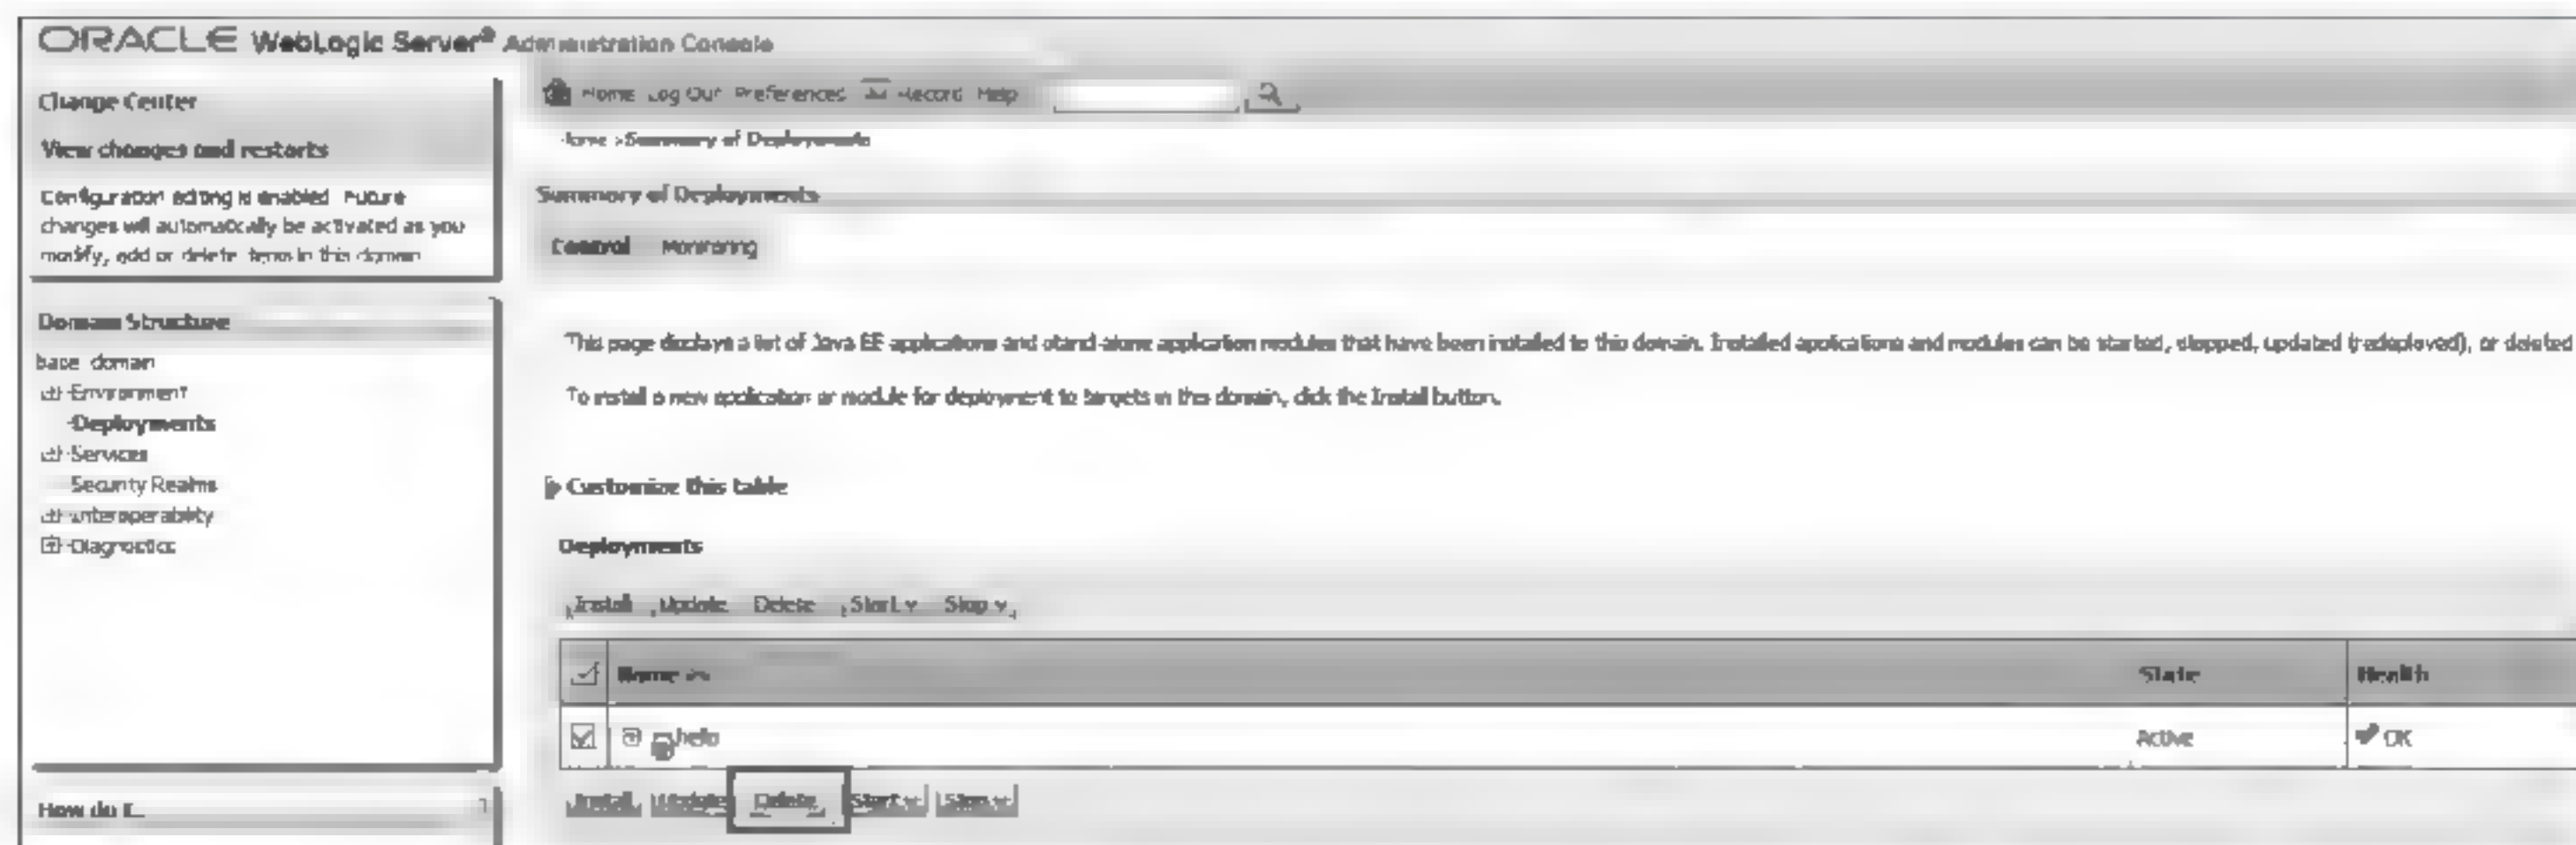 ORACLE WebLogic Server® Administration Console
Change Center
View changes and restarts
Configuration editing is enabled. Future
changes will automatically be activated as you
modify, add or delete items in this domain.
Domain Structure
base_domain
Environment
Deployments
Services
Security Realms
Interoperability
Diagnostics
How do I...
Home Log Out Preferences Record Help
Home >Summary of Deployments
Summary of Deployments
Control Monitoring
This page displays a list of Java EE applications and stand-alone application modules that have been installed to this domain. Installed applications and modules can be started, stopped, updated (redeployed), or deleted
To install a new application or module for deployment to targets in this domain, click the Install button.
Customize this table
Deployments
Install Update Delete Start Stop
Name State Health
hello Active OK
Install Update Delete Start Stop